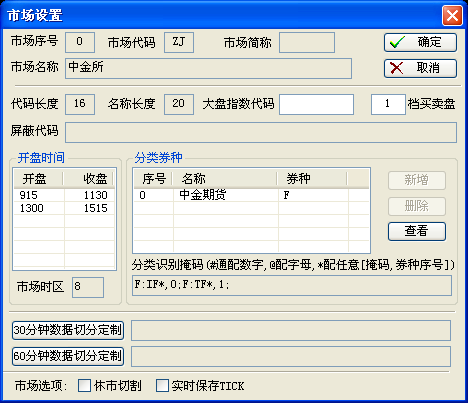 市场设置
市场序号 0 市场代码 ZJ 市场简称 确定
市场名称 中金所 取消
代码长度 16 名称长度 20 大盘指数代码 1 档买卖盘
屏蔽代码
开盘时间 分类券种
开盘 收盘 序号 名称 券种 新增
915 1130 0 中金期货 F
1300 1515 删除
查看
分类识别掩码(#通配数字,@配字母,*配任意[掩码,券种序号])
市场时区 8 F:IF*,0;F:TF*,1;
30分钟数据切分定制
60分钟数据切分定制
市场选项: 休市切割 实时保存TICK